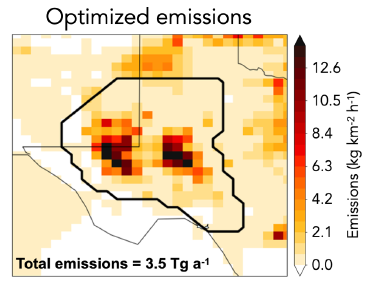 Optimized emissions
12.6
10.5
8.4
6.3
4.2
2.1
0.0
Emissions (kg km⁻² h⁻¹)
Total emissions = 3.5 Tg a⁻¹